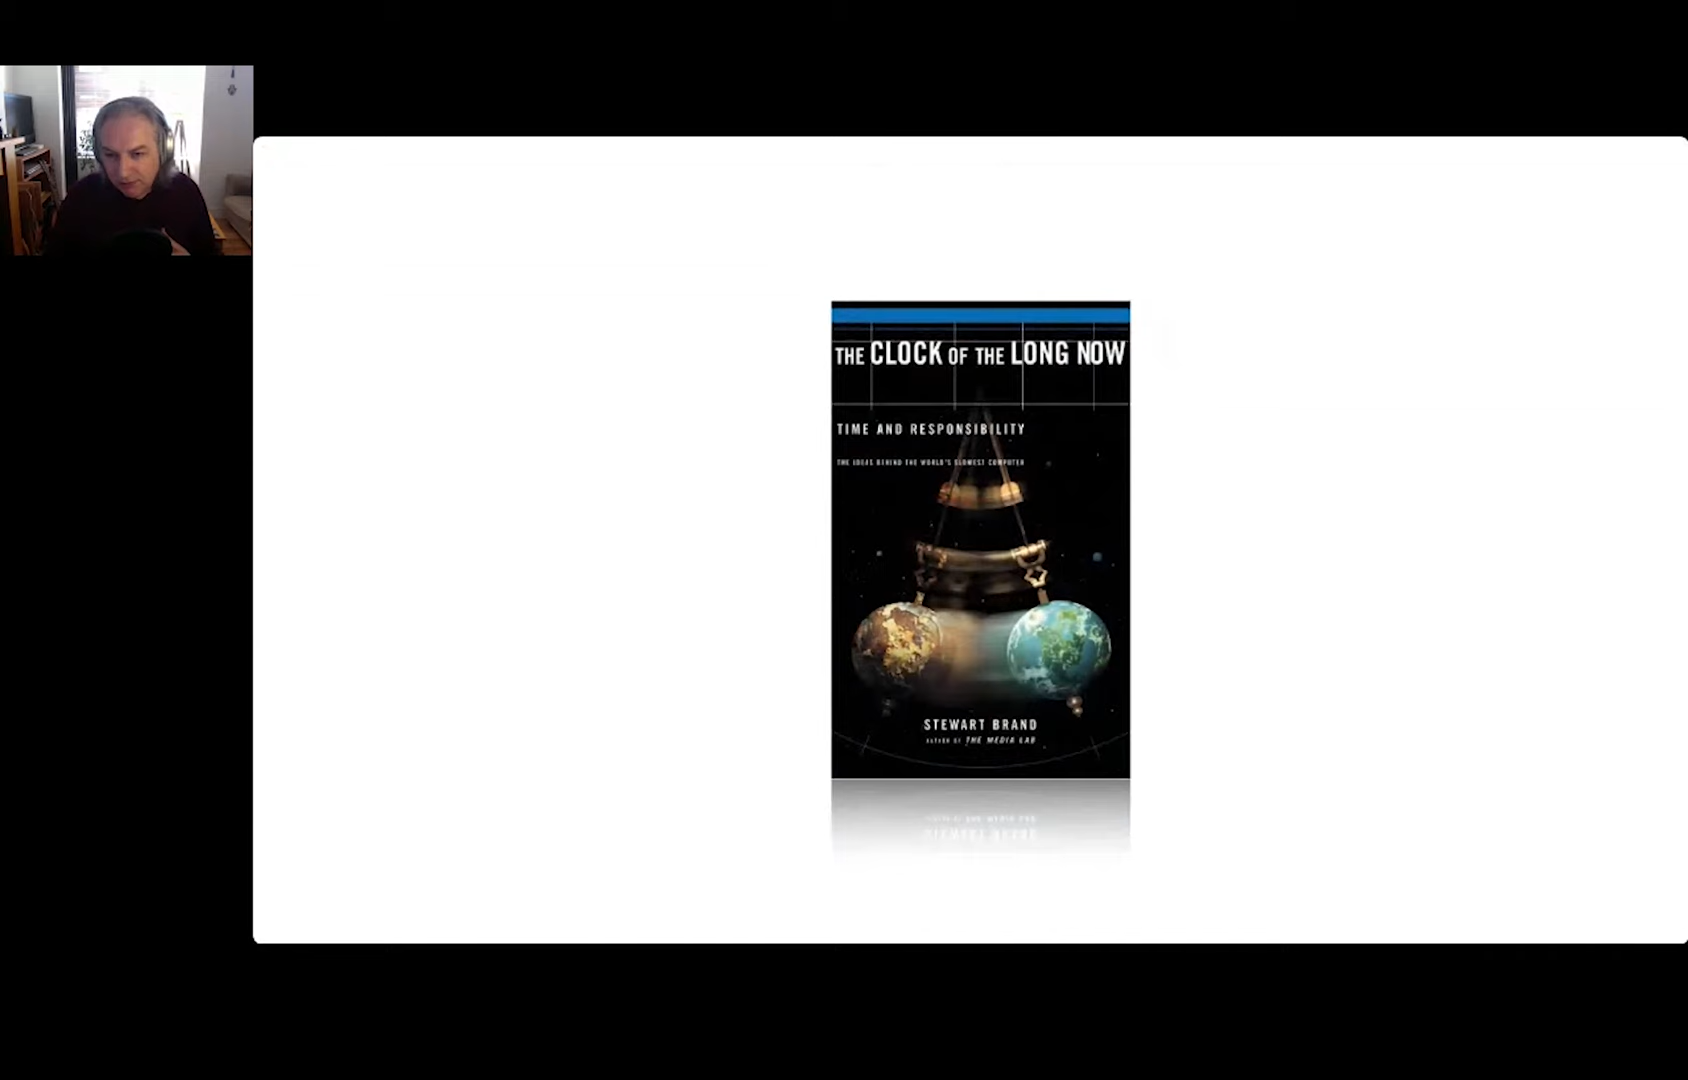 THE CLOCK OF THE LONG NOW
TIME AND RESPONSIBILITY
THE IDEAS BEHIND THE WORLD'S SLOWEST COMPUTER
STEWART BRAND
AUTHOR OF THE MEDIA LAB